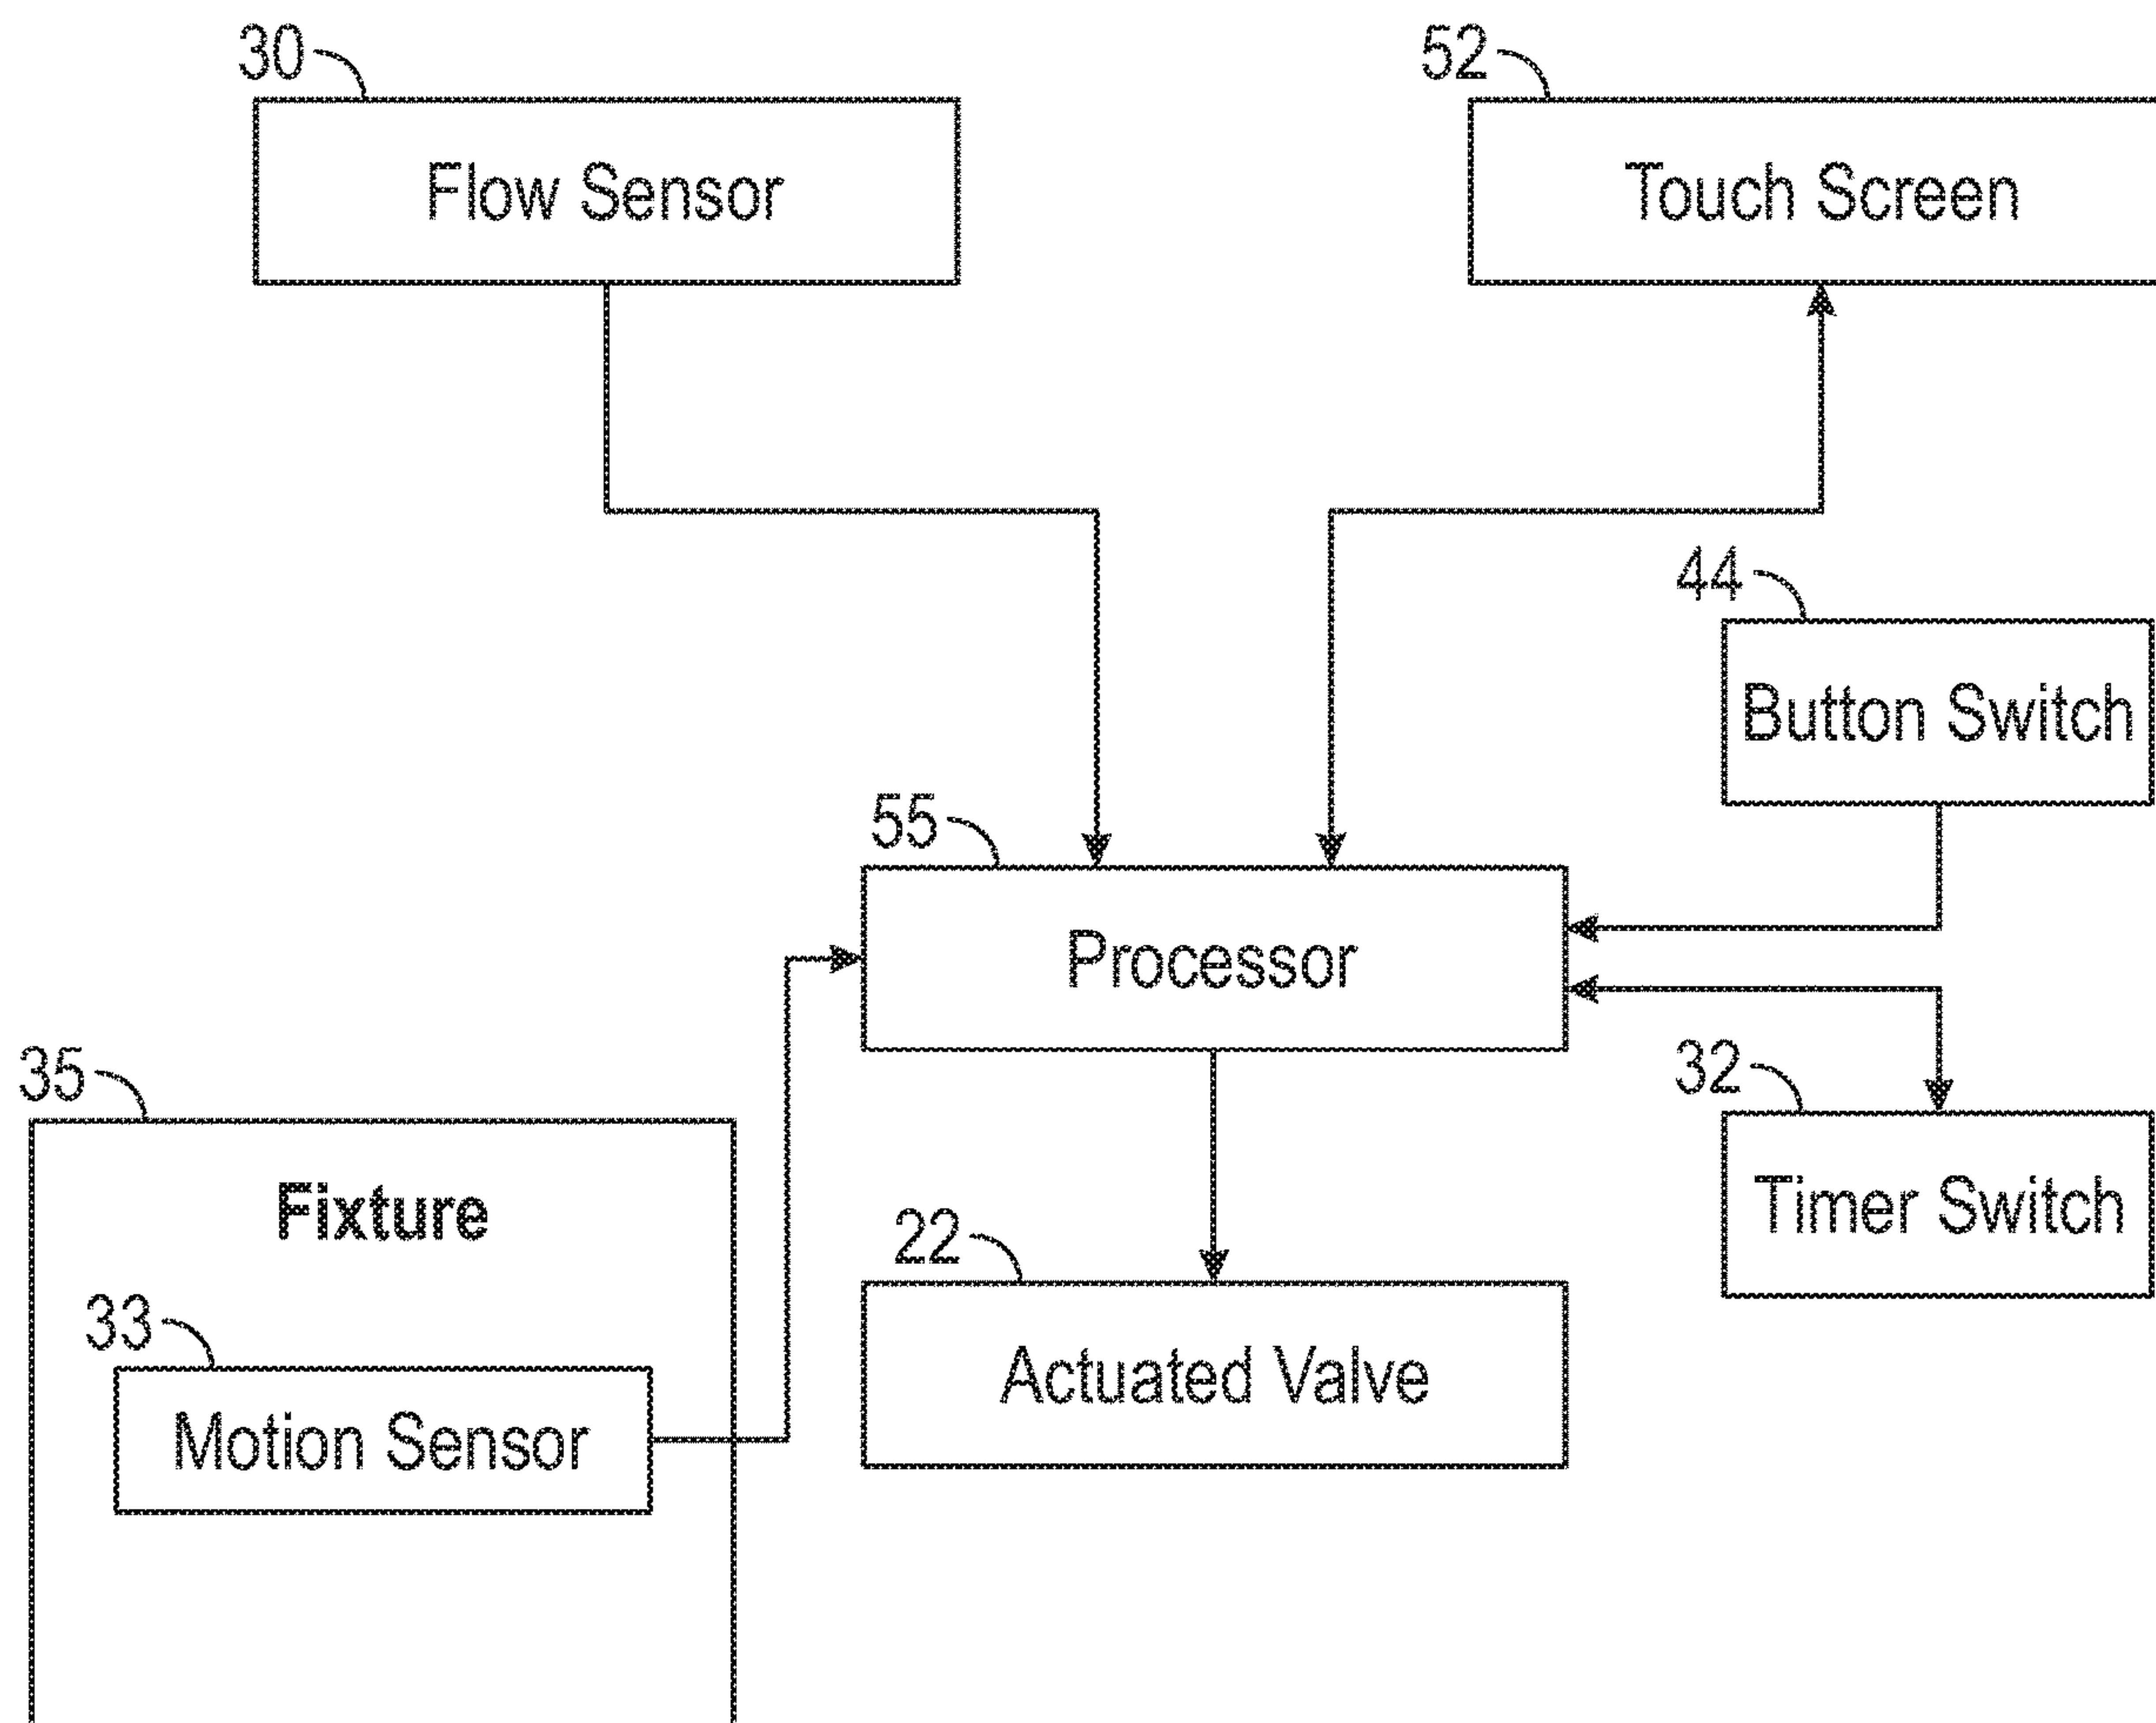 30
52
Flow Sensor
Touch Screen
44
Button Switch
55
Processor
35
32
Fixture
Timer Switch
22
33
Actuated Valve
Motion Sensor